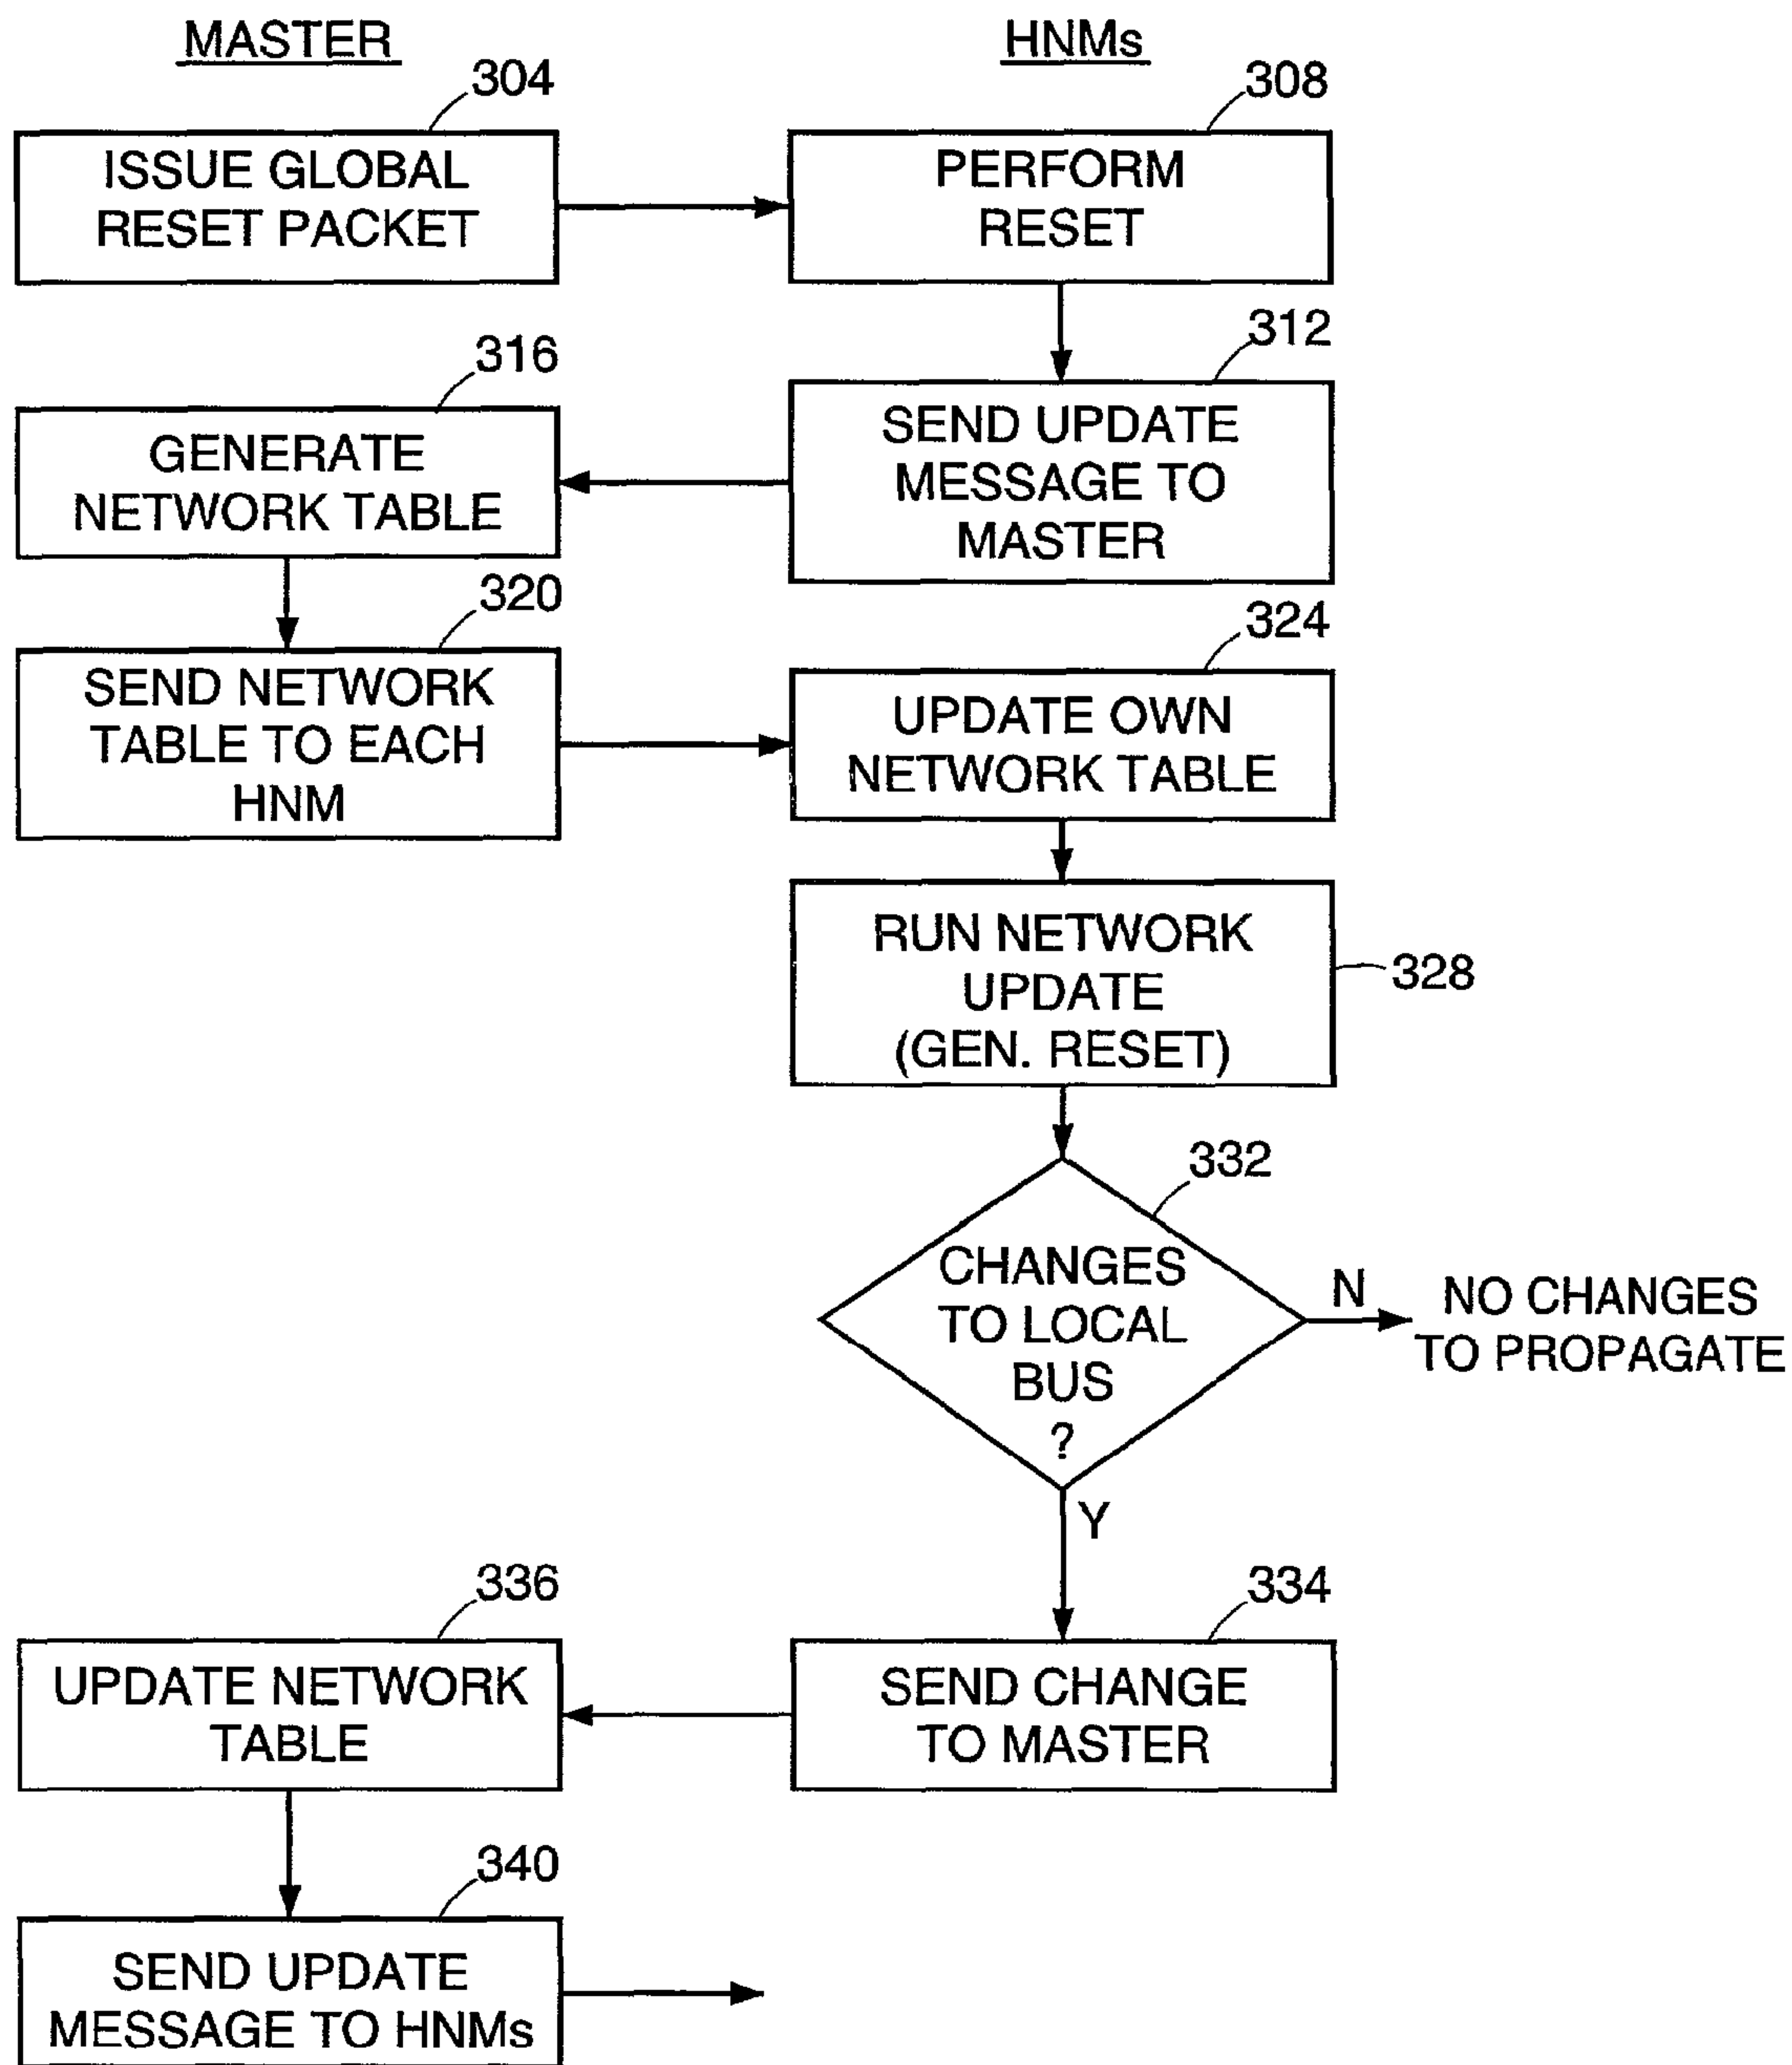 MASTER
HNMs
304
308
ISSUE GLOBAL
RESET PACKET
PERFORM
RESET
312
316
SEND UPDATE
MESSAGE TO
MASTER
GENERATE
NETWORK TABLE
320
324
SEND NETWORK
TABLE TO EACH
HNM
UPDATE OWN
NETWORK TABLE
RUN NETWORK
UPDATE
(GEN. RESET)
328
332
CHANGES
TO LOCAL
BUS
?
N
NO CHANGES
TO PROPAGATE
Y
336
334
UPDATE NETWORK
TABLE
SEND CHANGE
TO MASTER
340
SEND UPDATE
MESSAGE TO HNMs